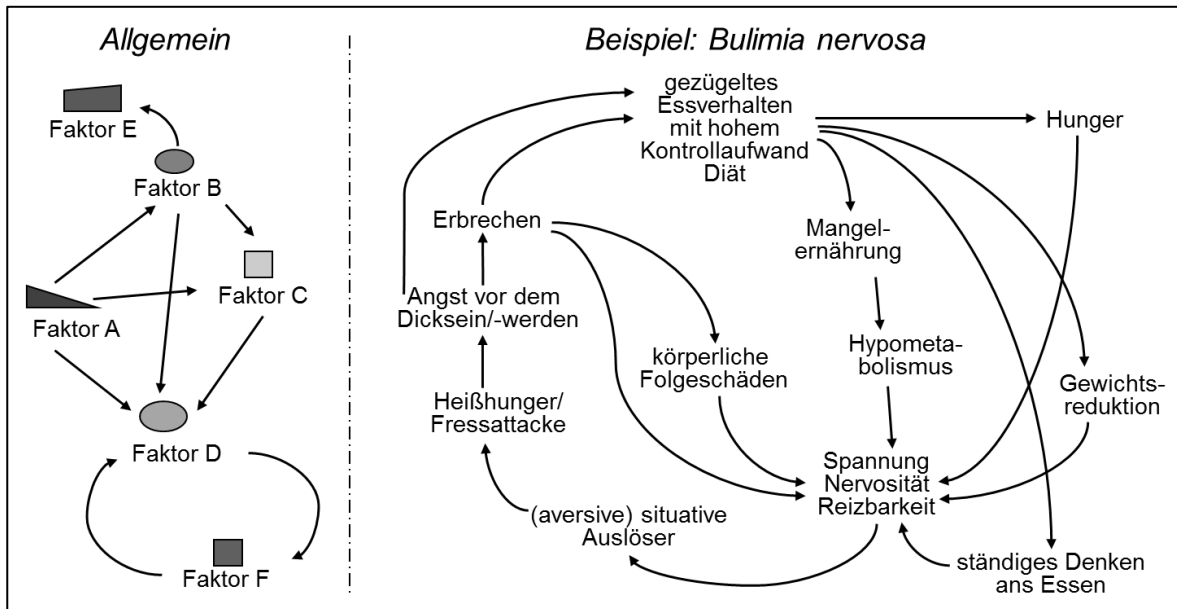 Allgemein
Faktor E
Faktor B
Faktor C
Faktor A
Faktor D
Faktor F
Beispiel: Bulimia nervosa
gezügeltes
Essverhalten
mit hohem
Kontrollaufwand
Diät
Hunger
Erbrechen
Mangel-
ernährung
Angst vor dem
Dicksein/-werden
körperliche
Folgeschäden
Hypometa-
bolismus
Gewichts-
reduktion
Heißhunger/
Fressattacke
Spannung
Nervosität
Reizbarkeit
(aversive) situative
Auslöser
ständiges Denken
ans Essen